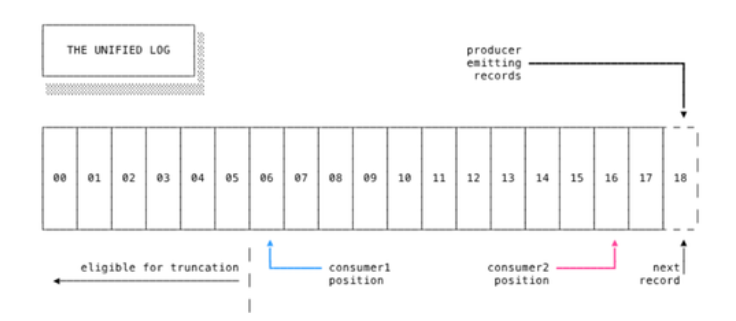 THE UNIFIED LOG
producer
emitting
records
00 01 02 03 04 05 06 07 08 09 10 11 12 13 14 15 16 17 18
eligible for truncation
consumer1
position
consumer2
position
next
record